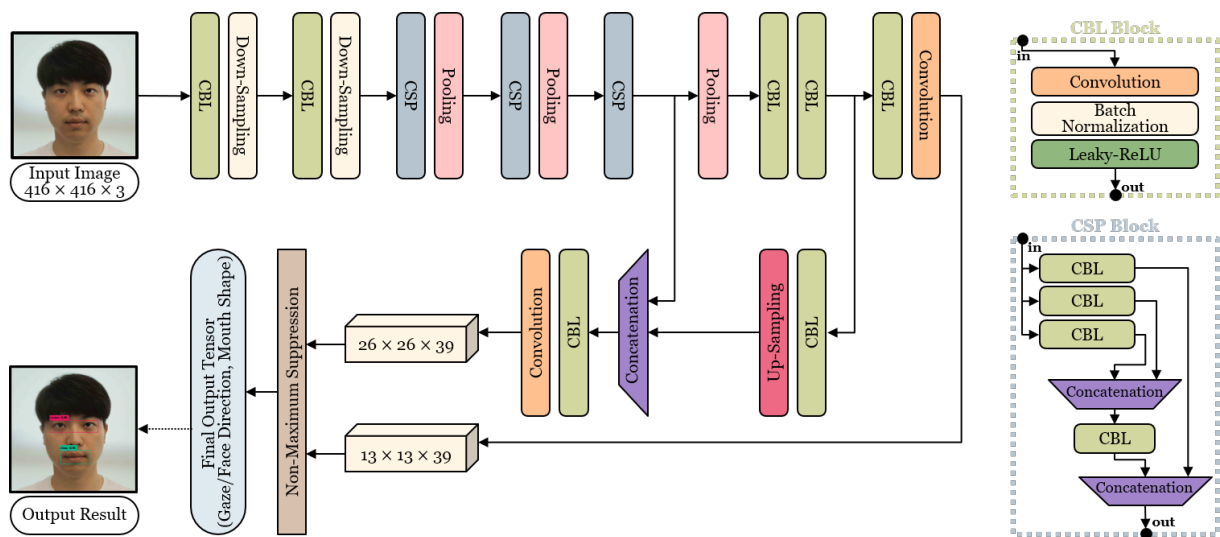 Input Image
416 × 416 × 3
CBL
Down-Sampling
CBL
Down-Sampling
CSP
Pooling
CSP
Pooling
CSP
Pooling
CBL
CBL
CBL
Convolution
Final Output Tensor
(Gaze/Face Direction, Mouth Shape)
Non-Maximum Suppression
26 × 26 × 39
13 × 13 × 39
Convolution
CBL
Concatenation
Up-Sampling
CBL
Output Result
CBL Block
in
Convolution
Batch
Normalization
Leaky-ReLU
out
CSP Block
in
CBL
CBL
CBL
Concatenation
CBL
Concatenation
out